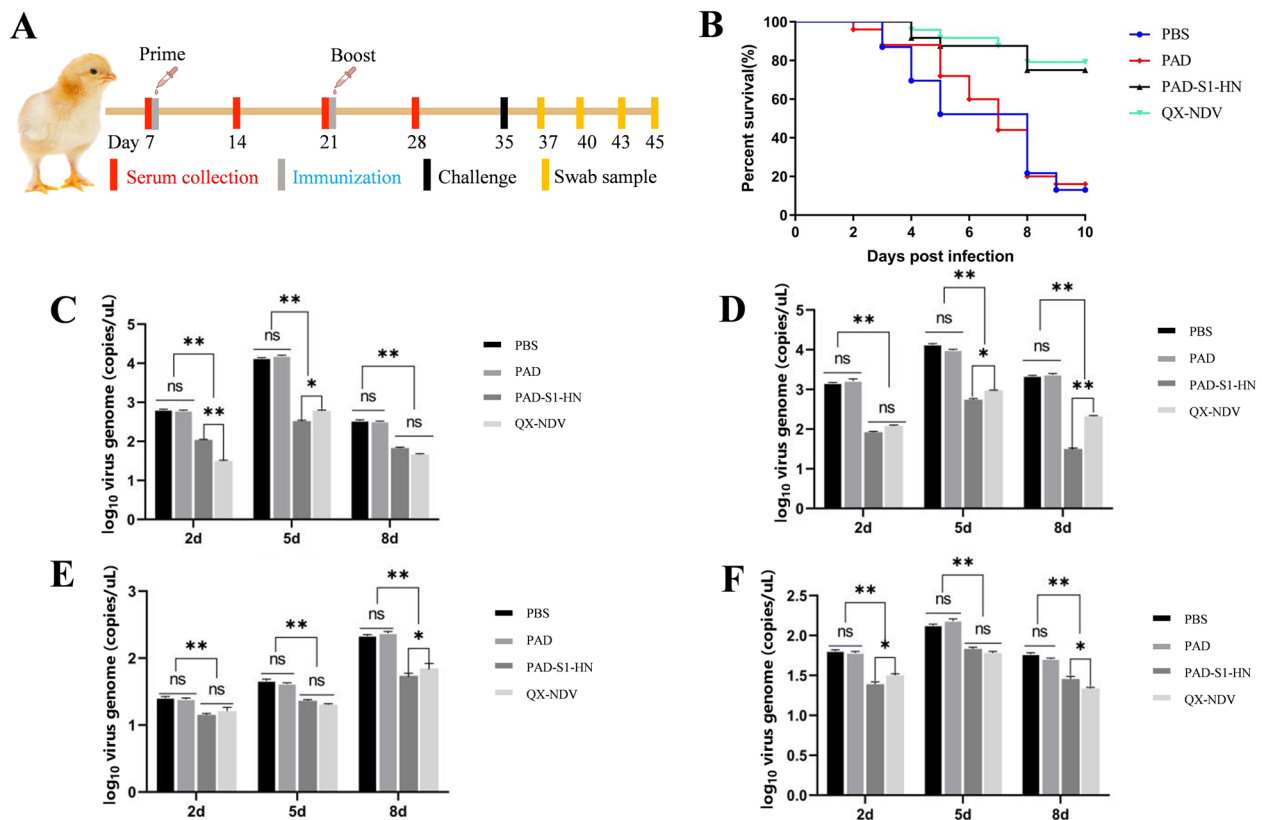 A
Prime
Boost
Day 7 14 21 28 35 37 40 43 45
Serum collection Immunization Challenge Swab sample
B
Percent survival(%)
100
80
60
40
20
0
0 2 4 6 8 10
Days post infection
PBS
PAD
PAD-S1-HN
QX-NDV
C
log10 virus genome (copies/uL)
5
4
3
2
1
0
** ** **
ns ** ns * ns ns
2d 5d 8d
PBS
PAD
PAD-S1-HN
QX-NDV
D
log10 virus genome (copies/uL)
5
4
3
2
1
0
** ** **
ns ns ns * ns **
2d 5d 8d
PBS
PAD
PAD-S1-HN
QX-NDV
E
log10 virus genome (copies/uL)
3
2
1
0
** ** **
ns ns ns ns ns *
2d 5d 8d
PBS
PAD
PAD-S1-HN
QX-NDV
F
log10 virus genome (copies/uL)
2.5
2.0
1.5
1.0
0.5
0.0
** ** **
ns * ns ns ns *
2d 5d 8d
PBS
PAD
PAD-S1-HN
QX-NDV